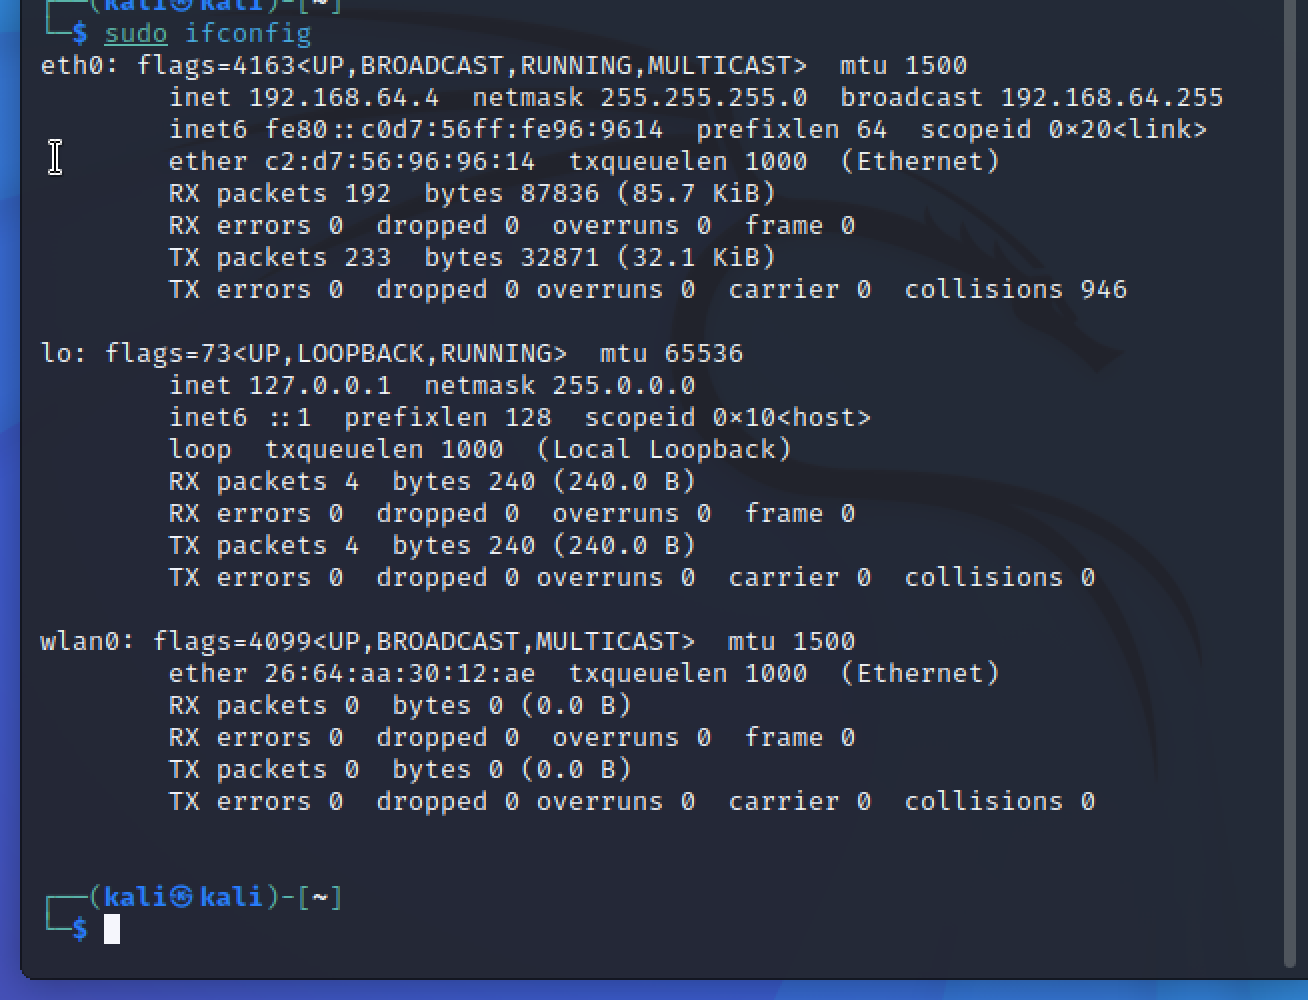 ┌──(kali㉿kali)-[~]
└─$ sudo ifconfig
eth0: flags=4163<UP,BROADCAST,RUNNING,MULTICAST>  mtu 1500
        inet 192.168.64.4  netmask 255.255.255.0  broadcast 192.168.64.255
        inet6 fe80::c0d7:56ff:fe96:9614  prefixlen 64  scopeid 0×20<link>
        ether c2:d7:56:96:96:14  txqueuelen 1000  (Ethernet)
        RX packets 192  bytes 87836 (85.7 KiB)
        RX errors 0  dropped 0  overruns 0  frame 0
        TX packets 233  bytes 32871 (32.1 KiB)
        TX errors 0  dropped 0 overruns 0  carrier 0  collisions 946

lo: flags=73<UP,LOOPBACK,RUNNING>  mtu 65536
        inet 127.0.0.1  netmask 255.0.0.0
        inet6 ::1  prefixlen 128  scopeid 0×10<host>
        loop  txqueuelen 1000  (Local Loopback)
        RX packets 4  bytes 240 (240.0 B)
        RX errors 0  dropped 0  overruns 0  frame 0
        TX packets 4  bytes 240 (240.0 B)
        TX errors 0  dropped 0 overruns 0  carrier 0  collisions 0

wlan0: flags=4099<UP,BROADCAST,MULTICAST>  mtu 1500
        ether 26:64:aa:30:12:ae  txqueuelen 1000  (Ethernet)
        RX packets 0  bytes 0 (0.0 B)
        RX errors 0  dropped 0  overruns 0  frame 0
        TX packets 0  bytes 0 (0.0 B)
        TX errors 0  dropped 0 overruns 0  carrier 0  collisions 0

┌──(kali㉿kali)-[~]
└─$